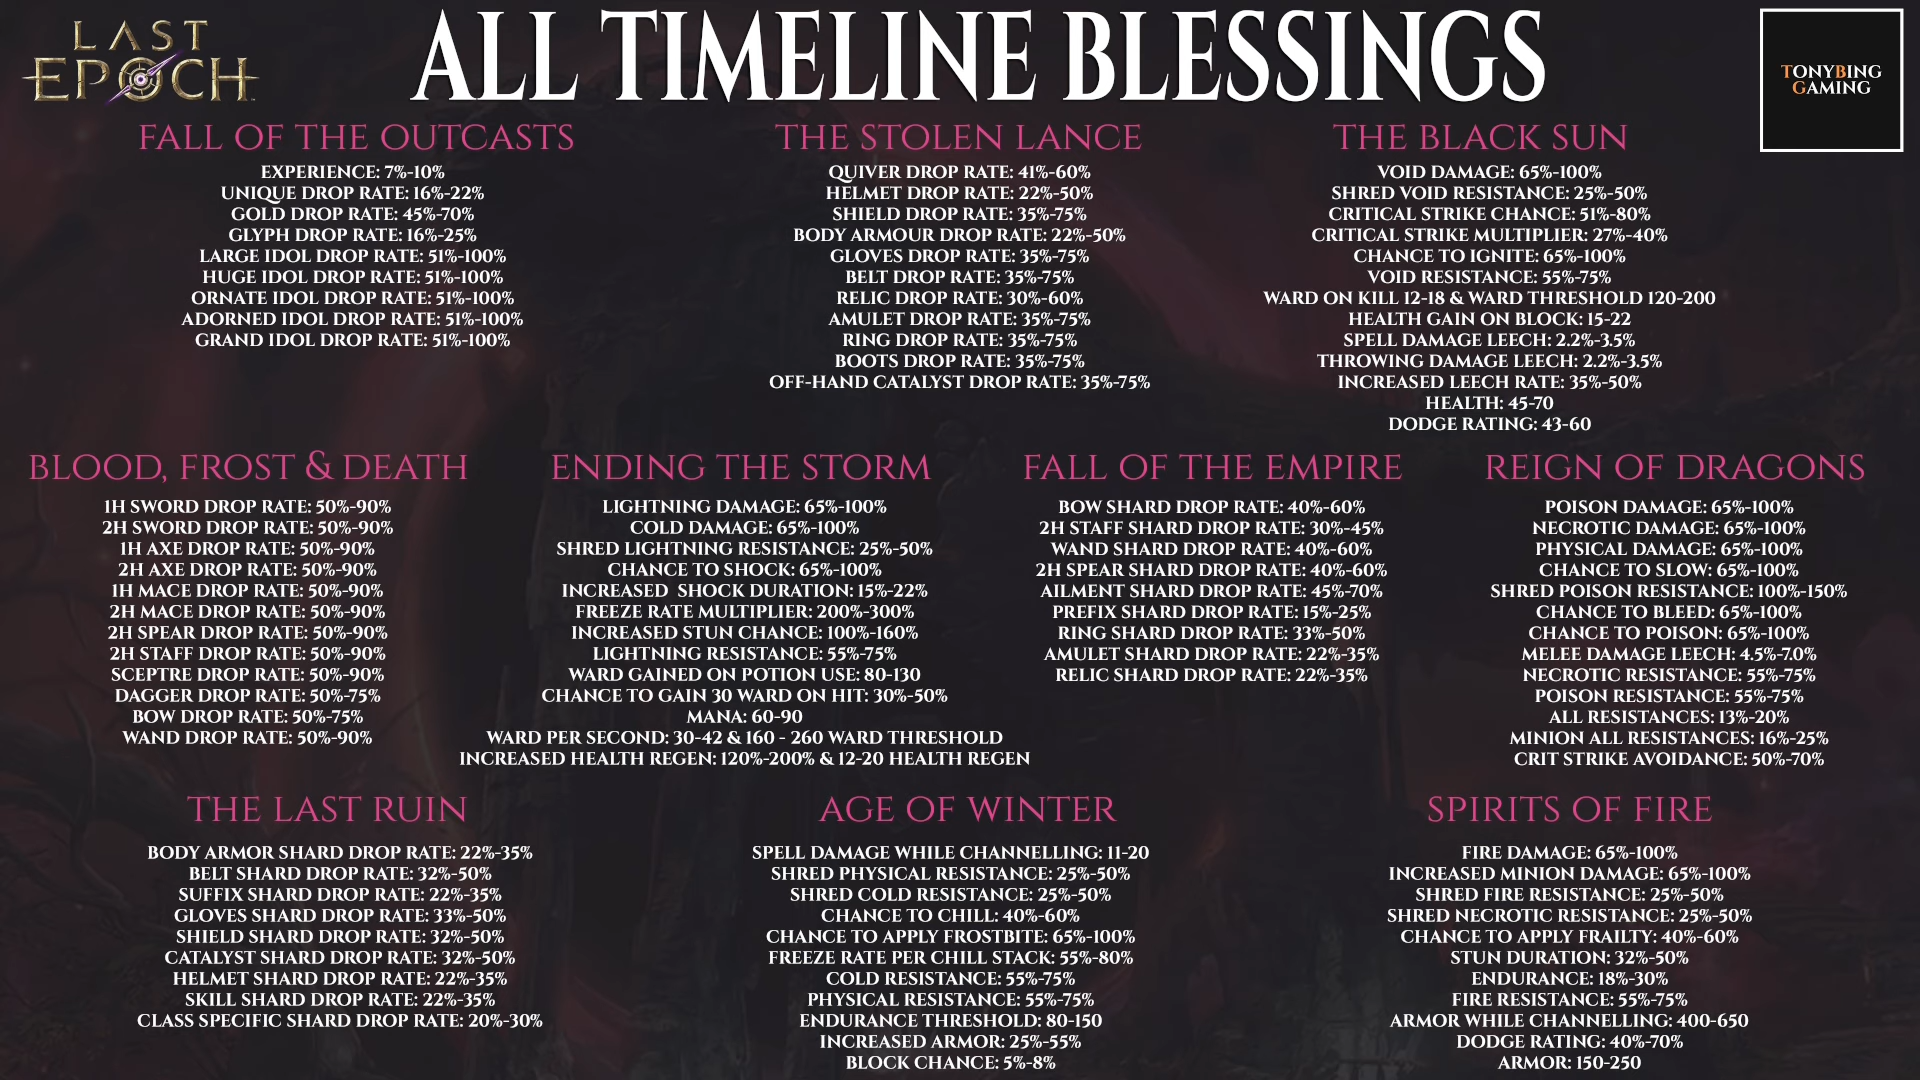 LAST
EPOCH
ALL TIMELINE BLESSINGS
TONYBING
GAMING
FALL OF THE OUTCASTS
EXPERIENCE: 7%-10%
UNIQUE DROP RATE: 16%-22%
GOLD DROP RATE: 45%-70%
GLYPH DROP RATE: 16%-25%
LARGE IDOL DROP RATE: 51%-100%
HUGE IDOL DROP RATE: 51%-100%
ORNATE IDOL DROP RATE: 51%-100%
ADORNED IDOL DROP RATE: 51%-100%
GRAND IDOL DROP RATE: 51%-100%
THE STOLEN LANCE
QUIVER DROP RATE: 41%-60%
HELMET DROP RATE: 22%-50%
SHIELD DROP RATE: 35%-75%
BODY ARMOUR DROP RATE: 22%-50%
GLOVES DROP RATE: 35%-75%
BELT DROP RATE: 35%-75%
RELIC DROP RATE: 30%-60%
AMULET DROP RATE: 35%-75%
RING DROP RATE: 35%-75%
BOOTS DROP RATE: 35%-75%
OFF-HAND CATALYST DROP RATE: 35%-75%
THE BLACK SUN
VOID DAMAGE: 65%-100%
SHRED VOID RESISTANCE: 25%-50%
CRITICAL STRIKE CHANCE: 51%-80%
CRITICAL STRIKE MULTIPLIER: 27%-40%
CHANCE TO IGNITE: 65%-100%
VOID RESISTANCE: 55%-75%
WARD ON KILL 12-18 & WARD THRESHOLD 120-200
HEALTH GAIN ON BLOCK: 15-22
SPELL DAMAGE LEECH: 2.2%-3.5%
THROWING DAMAGE LEECH: 2.2%-3.5%
INCREASED LEECH RATE: 35%-50%
HEALTH: 45-70
DODGE RATING: 43-60
BLOOD, FROST & DEATH
1H SWORD DROP RATE: 50%-90%
2H SWORD DROP RATE: 50%-90%
1H AXE DROP RATE: 50%-90%
2H AXE DROP RATE: 50%-90%
1H MACE DROP RATE: 50%-90%
2H MACE DROP RATE: 50%-90%
2H SPEAR DROP RATE: 50%-90%
2H STAFF DROP RATE: 50%-90%
SCEPTRE DROP RATE: 50%-90%
DAGGER DROP RATE: 50%-75%
BOW DROP RATE: 50%-75%
WAND DROP RATE: 50%-90%
ENDING THE STORM
LIGHTNING DAMAGE: 65%-100%
COLD DAMAGE: 65%-100%
SHRED LIGHTNING RESISTANCE: 25%-50%
CHANCE TO SHOCK: 65%-100%
INCREASED SHOCK DURATION: 15%-22%
FREEZE RATE MULTIPLIER: 200%-300%
INCREASED STUN CHANCE: 100%-160%
LIGHTNING RESISTANCE: 55%-75%
WARD GAINED ON POTION USE: 80-130
CHANCE TO GAIN 30 WARD ON HIT: 30%-50%
MANA: 60-90
WARD PER SECOND: 30-42 & 160 - 260 WARD THRESHOLD
INCREASED HEALTH REGEN: 120%-200% & 12-20 HEALTH REGEN
FALL OF THE EMPIRE
BOW SHARD DROP RATE: 40%-60%
2H STAFF SHARD DROP RATE: 30%-45%
WAND SHARD DROP RATE: 40%-60%
2H SPEAR SHARD DROP RATE: 40%-60%
AILMENT SHARD DROP RATE: 45%-70%
PREFIX SHARD DROP RATE: 15%-25%
RING SHARD DROP RATE: 33%-50%
AMULET SHARD DROP RATE: 22%-35%
RELIC SHARD DROP RATE: 22%-35%
REIGN OF DRAGONS
POISON DAMAGE: 65%-100%
NECROTIC DAMAGE: 65%-100%
PHYSICAL DAMAGE: 65%-100%
CHANCE TO SLOW: 65%-100%
SHRED POISON RESISTANCE: 100%-150%
CHANCE TO BLEED: 65%-100%
CHANCE TO POISON: 65%-100%
MELEE DAMAGE LEECH: 4.5%-7.0%
NECROTIC RESISTANCE: 55%-75%
POISON RESISTANCE: 55%-75%
ALL RESISTANCES: 13%-20%
MINION ALL RESISTANCES: 16%-25%
CRIT STRIKE AVOIDANCE: 50%-70%
THE LAST RUIN
BODY ARMOR SHARD DROP RATE: 22%-35%
BELT SHARD DROP RATE: 32%-50%
SUFFIX SHARD DROP RATE: 22%-35%
GLOVES SHARD DROP RATE: 33%-50%
SHIELD SHARD DROP RATE: 32%-50%
CATALYST SHARD DROP RATE: 32%-50%
HELMET SHARD DROP RATE: 22%-35%
SKILL SHARD DROP RATE: 22%-35%
CLASS SPECIFIC SHARD DROP RATE: 20%-30%
AGE OF WINTER
SPELL DAMAGE WHILE CHANNELLING: 11-20
SHRED PHYSICAL RESISTANCE: 25%-50%
SHRED COLD RESISTANCE: 25%-50%
CHANCE TO CHILL: 40%-60%
CHANCE TO APPLY FROSTBITE: 65%-100%
FREEZE RATE PER CHILL STACK: 55%-80%
COLD RESISTANCE: 55%-75%
PHYSICAL RESISTANCE: 55%-75%
ENDURANCE THRESHOLD: 80-150
INCREASED ARMOR: 25%-55%
BLOCK CHANCE: 5%-8%
SPIRITS OF FIRE
FIRE DAMAGE: 65%-100%
INCREASED MINION DAMAGE: 65%-100%
SHRED FIRE RESISTANCE: 25%-50%
SHRED NECROTIC RESISTANCE: 25%-50%
CHANCE TO APPLY FRAILTY: 40%-60%
STUN DURATION: 32%-50%
ENDURANCE: 18%-30%
FIRE RESISTANCE: 55%-75%
ARMOR WHILE CHANNELLING: 400-650
DODGE RATING: 40%-70%
ARMOR: 150-250